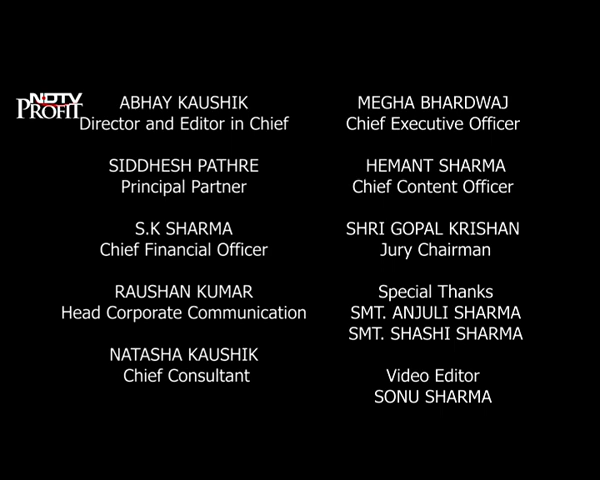 NDTV
PROFIT
ABHAY KAUSHIK
Director and Editor in Chief
SIDDHESH PATHRE
Principal Partner
S.K SHARMA
Chief Financial Officer
RAUSHAN KUMAR
Head Corporate Communication
NATASHA KAUSHIK
Chief Consultant
MEGHA BHARDWAJ
Chief Executive Officer
HEMANT SHARMA
Chief Content Officer
SHRI GOPAL KRISHAN
Jury Chairman
Special Thanks
SMT. ANJULI SHARMA
SMT. SHASHI SHARMA
Video Editor
SONU SHARMA